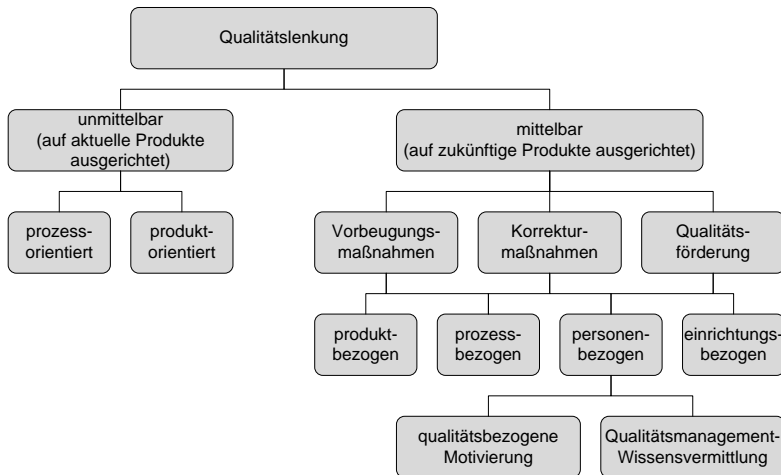 Qualitätslenkung
unmittelbar
(auf aktuelle Produkte
ausgerichtet)
mittelbar
(auf zukünftige Produkte ausgerichtet)
prozess-
orientiert
produkt-
orientiert
Vorbeugungs-
maßnahmen
Korrektur-
maßnahmen
Qualitäts-
förderung
produkt-
bezogen
prozess-
bezogen
personen-
bezogen
einrichtungs-
bezogen
qualitätsbezogene
Motivierung
Qualitätsmanagement-
Wissensvermittlung